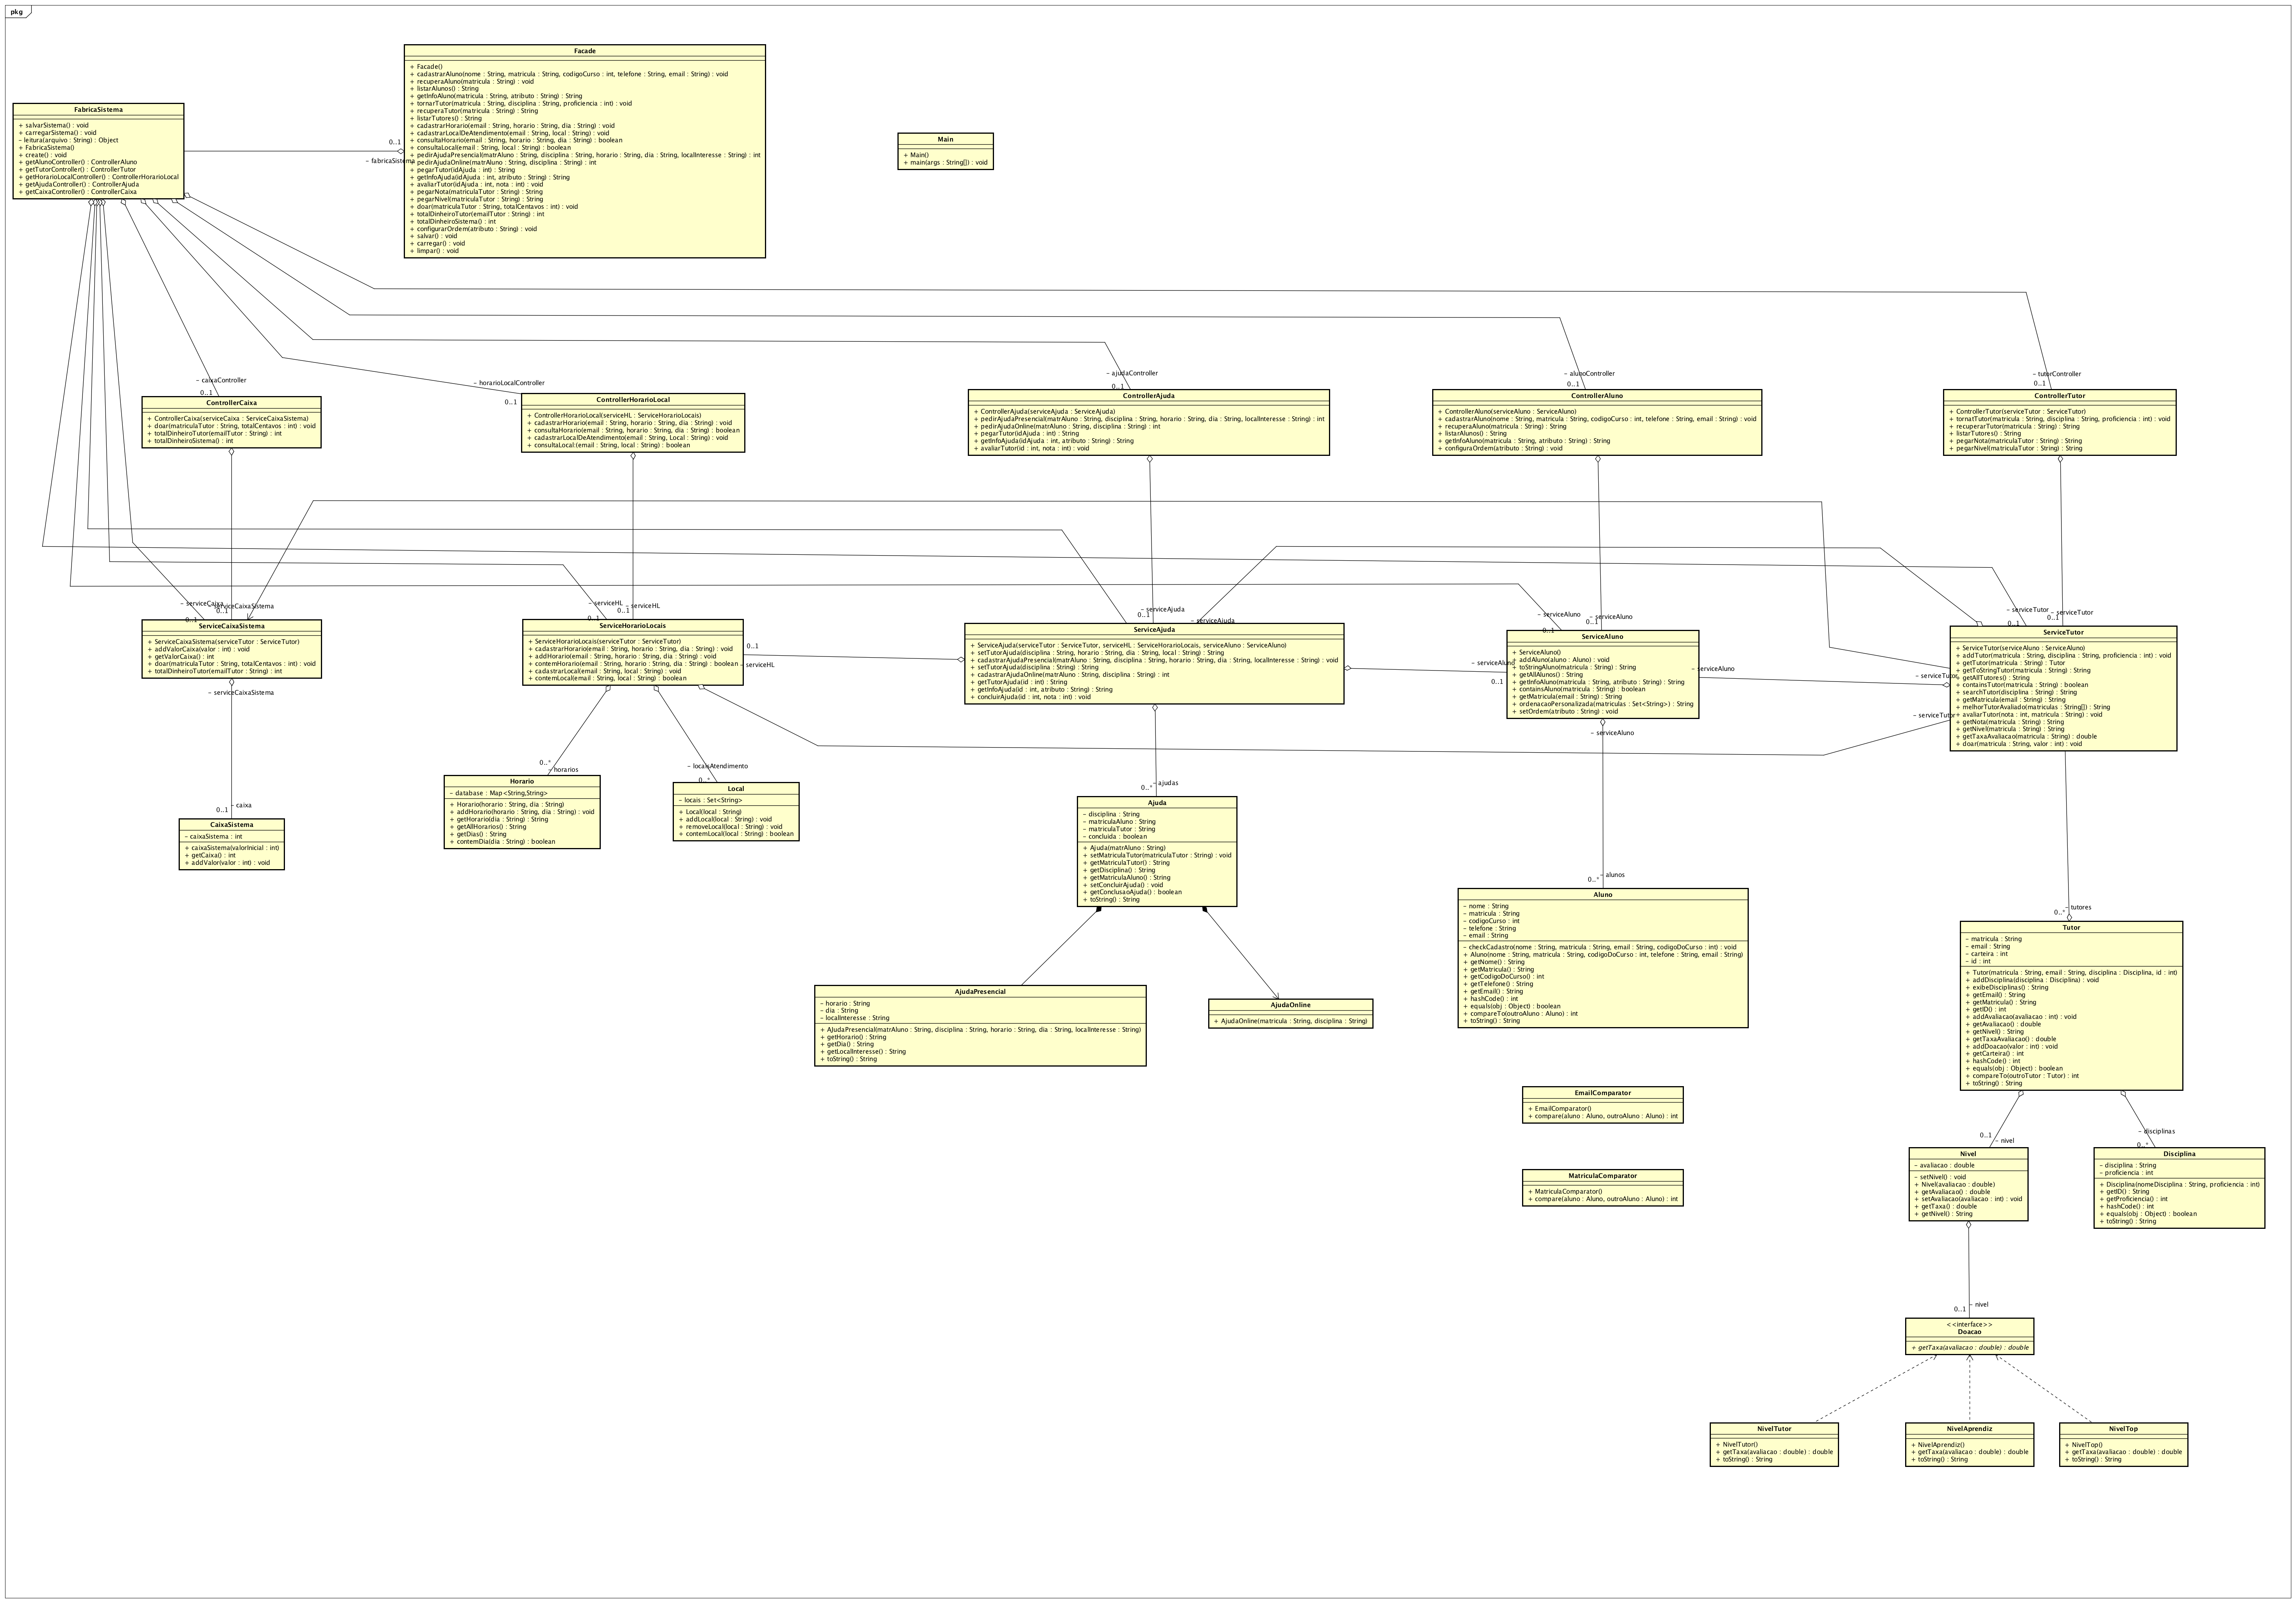 pkg
Facade
+ Facade()
+ cadastrarAluno(nome : String, matricula : String, codigoCurso : int, telefone : String, email : String) : void
+ recuperaAluno(matricula : String) : void
+ listarAlunos() : String
+ getInfoAluno(matricula : String, atributo : String) : String
+ tornarTutor(matricula : String, disciplina : String, proficiencia : int) : void
+ recuperaTutor(matricula : String) : String
+ listarTutores() : String
+ cadastrarHorario(email : String, horario : String, dia : String) : void
+ cadastrarLocalDeAtendimento(email : String, local : String) : void
+ consultaHorario(email : String, horario : String, dia : String) : boolean
+ consultaLocal(email : String, local : String) : boolean
+ pedirAjudaPresencial(matrAluno : String, disciplina : String, horario : String, dia : String, localInteresse : String) : int
+ pedirAjudaOnline(matrAluno : String, disciplina : String) : int
+ pegarTutor(idAjuda : int) : String
+ getInfoAjuda(idAjuda : int, atributo : String) : String
+ avaliarTutor(idAjuda : int, nota : int) : void
+ pegarNota(matriculaTutor : String) : String
+ pegarNivel(matriculaTutor : String) : String
+ doar(matriculaTutor : String, totalCentavos : int) : void
+ totalDinheiroTutor(emailTutor : String) : int
+ totalDinheiroSistema() : int
+ configurarOrdem(atributo : String) : void
+ salvar() : void
+ carregar() : void
+ limpar() : void
FabricaSistema
+ salvarSistema() : void
+ carregarSistema() : void
- leitura(arquivo : String) : Object
+ FabricaSistema()
+ create() : void
+ getAlunoController() : ControllerAluno
+ getTutorController() : ControllerTutor
+ getHorarioLocalController() : ControllerHorarioLocal
+ getAjudaController() : ControllerAjuda
+ getCaixaController() : ControllerCaixa
0..1
- fabricaSistema
Main
+ Main()
+ main(args : String[]) : void
- caixaController
0..1
- horarioLocalController
0..1
- ajudaController
0..1
- alunoController
0..1
- tutorController
0..1
ControllerCaixa
+ ControllerCaixa(serviceCaixa : ServiceCaixaSistema)
+ doar(matriculaTutor : String, totalCentavos : int) : void
+ totalDinheiroTutor(emailTutor : String) : int
+ totalDinheiroSistema() : int
ControllerHorarioLocal
+ ControllerHorarioLocal(serviceHL : ServiceHorarioLocais)
+ cadastrarHorario(email : String, horario : String, dia : String) : void
+ consultaHorario(email : String, horario : String, dia : String) : boolean
+ cadastrarLocalDeAtendimento(email : String, Local : String) : void
+ consultaLocal(email : String, local : String) : boolean
ControllerAjuda
+ ControllerAjuda(serviceAjuda : ServiceAjuda)
+ pedirAjudaPresencial(matrAluno : String, disciplina : String, horario : String, dia : String, localInteresse : String) : int
+ pedirAjudaOnline(matrAluno : String, disciplina : String) : int
+ pegarTutor(idAjuda : int) : String
+ getInfoAjuda(idAjuda : int, atributo : String) : String
+ avaliarTutor(id : int, nota : int) : void
ControllerAluno
+ ControllerAluno(serviceAluno : ServiceAluno)
+ cadastrarAluno(nome : String, matricula : String, codigoCurso : int, telefone : String, email : String) : void
+ recuperaAluno(matricula : String) : String
+ listarAlunos() : String
+ getInfoAluno(matricula : String, atributo : String) : String
+ configuraOrdem(atributo : String) : void
ControllerTutor
+ ControllerTutor(serviceTutor : ServiceTutor)
+ tornatTutor(matricula : String, disciplina : String, proficiencia : int) : void
+ recuperarTutor(matricula : String) : String
+ listarTutores() : String
+ pegarNota(matriculaTutor : String) : String
+ pegarNivel(matriculaTutor : String) : String
- serviceCaixa
0..1
- serviceCaixaSistema
0..1
- serviceHL
0..1
- serviceHL
0..1
- serviceAjuda
0..1
- serviceAjuda
- serviceAluno
0..1
- serviceAluno
0..1
- serviceTutor
0..1
- serviceTutor
0..1
ServiceCaixaSistema
+ ServiceCaixaSistema(serviceTutor : ServiceTutor)
+ addValorCaixa(valor : int) : void
+ getValorCaixa() : int
+ doar(matriculaTutor : String, totalCentavos : int) : void
+ totalDinheiroTutor(emailTutor : String) : int
- serviceCaixaSistema
ServiceHorarioLocais
+ ServiceHorarioLocais(serviceTutor : ServiceTutor)
+ cadastrarHorario(email : String, horario : String, dia : String) : void
+ addHorario(email : String, horario : String, dia : String) : void
+ contemHorario(email : String, horario : String, dia : String) : boolean
+ cadastrarLocal(email : String, local : String) : void
+ contemLocal(email : String, local : String) : boolean
0..1
- serviceHL
ServiceAjuda
+ ServiceAjuda(serviceTutor : ServiceTutor, serviceHL : ServiceHorarioLocais, serviceAluno : ServiceAluno)
+ setTutorAjuda(disciplina : String, horario : String, dia : String, local : String) : String
+ cadastrarAjudaPresencial(matrAluno : String, disciplina : String, horario : String, dia : String, localInteresse : String) : void
+ setTutorAjuda(disciplina : String) : String
+ cadastrarAjudaOnline(matrAluno : String, disciplina : String) : int
+ getTutorAjuda(id : int) : String
+ getInfoAjuda(id : int, atributo : String) : String
+ concluirAjuda(id : int, nota : int) : void
- serviceAluno
0..1
ServiceAluno
+ ServiceAluno()
+ addAluno(aluno : Aluno) : void
+ toStringAluno(matricula : String) : String
+ getAllAlunos() : String
+ getInfoAluno(matricula : String, atributo : String) : String
+ containsAluno(matricula : String) : boolean
+ getMatricula(email : String) : String
+ ordenacaoPersonalizada(matriculas : Set<String>) : String
+ setOrdem(atributo : String) : void
- serviceAluno
- serviceAluno
- serviceTutor
- serviceTutor
ServiceTutor
+ ServiceTutor(serviceAluno : ServiceAluno)
+ addTutor(matricula : String, disciplina : String, proficiencia : int) : void
+ getTutor(matricula : String) : Tutor
+ getToStringTutor(matricula : String) : String
+ getAllTutores() : String
+ containsTutor(matricula : String) : boolean
+ searchTutor(disciplina : String) : String
+ getMatricula(email : String) : String
+ melhorTutorAvaliado(matriculas : String[]) : String
+ avaliarTutor(nota : int, matricula : String) : void
+ getNota(matricula : String) : String
+ getNivel(matricula : String) : String
+ getTaxaAvaliacao(matricula : String) : double
+ doar(matricula : String, valor : int) : void
- caixa
0..1
CaixaSistema
- caixaSistema : int
+ caixaSistema(valorInicial : int)
+ getCaixa() : int
+ addValor(valor : int) : void
0..*
- horarios
Horario
- database : Map<String,String>
+ Horario(horario : String, dia : String)
+ addHorario(horario : String, dia : String) : void
+ getHorario(dia : String) : String
+ getAllHorarios() : String
+ getDias() : String
+ contemDia(dia : String) : boolean
- locaisAtendimento
0..*
Local
- locais : Set<String>
+ Local(local : String)
+ addLocal(local : String) : void
+ removeLocal(local : String) : void
+ contemLocal(local : String) : boolean
- ajudas
0..*
Ajuda
- disciplina : String
- matriculaAluno : String
- matriculaTutor : String
- concluida : boolean
+ Ajuda(matrAluno : String)
+ setMatriculaTutor(matriculaTutor : String) : void
+ getMatriculaTutor() : String
+ getDisciplina() : String
+ getMatriculaAluno() : String
+ setConcluirAjuda() : void
+ getConclusaoAjuda() : boolean
+ toString() : String
AjudaPresencial
- horario : String
- dia : String
- localInteresse : String
+ AJudaPresencial(matrAluno : String, disciplina : String, horario : String, dia : String, localInteresse : String)
+ getHorario() : String
+ getDia() : String
+ getLocalInteresse() : String
+ toString() : String
AjudaOnline
+ AjudaOnline(matricula : String, disciplina : String)
- alunos
0..*
Aluno
- nome : String
- matricula : String
- codigoCurso : int
- telefone : String
- email : String
- checkCadastro(nome : String, matricula : String, email : String, codigoDoCurso : int) : void
+ Aluno(nome : String, matricula : String, codigoDoCurso : int, telefone : String, email : String)
+ getNome() : String
+ getMatricula() : String
+ getCodigoDoCurso() : int
+ getTelefone() : String
+ getEmail() : String
+ hashCode() : int
+ equals(obj : Object) : boolean
+ compareTo(outroAluno : Aluno) : int
+ toString() : String
EmailComparator
+ EmailComparator()
+ compare(aluno : Aluno, outroAluno : Aluno) : int
MatriculaComparator
+ MatriculaComparator()
+ compare(aluno : Aluno, outroAluno : Aluno) : int
- tutores
0..*
Tutor
- matricula : String
- email : String
- carteira : int
- id : int
+ Tutor(matricula : String, email : String, disciplina : Disciplina, id : int)
+ addDisciplina(disciplina : Disciplina) : void
+ exibeDisciplinas() : String
+ getEmail() : String
+ getMatricula() : String
+ getID() : int
+ addAvaliacao(avaliacao : int) : void
+ getAvaliacao() : double
+ getNivel() : String
+ getTaxaAvaliacao() : double
+ addDoacao(valor : int) : void
+ getCarteira() : int
+ hashCode() : int
+ equals(obj : Object) : boolean
+ compareTo(outroTutor : Tutor) : int
+ toString() : String
0..1
- nivel
- disciplinas
0..*
Nivel
- avaliacao : double
- setNivel() : void
+ Nivel(avaliacao : double)
+ getAvaliacao() : double
+ setAvaliacao(avaliacao : int) : void
+ getTaxa() : double
+ getNivel() : String
Disciplina
- disciplina : String
- proficiencia : int
+ Disciplina(nomeDisciplina : String, proficiencia : int)
+ getID() : String
+ getProficiencia() : int
+ hashCode() : int
+ equals(obj : Object) : boolean
+ toString() : String
- nivel
0..1
<<interface>>
Doacao
+ getTaxa(avaliacao : double) : double
NivelTutor
+ NivelTutor()
+ getTaxa(avaliacao : double) : double
+ toString() : String
NivelAprendiz
+ NivelAprendiz()
+ getTaxa(avaliacao : double) : double
+ toString() : String
NivelTop
+ NivelTop()
+ getTaxa(avaliacao : double) : double
+ toString() : String